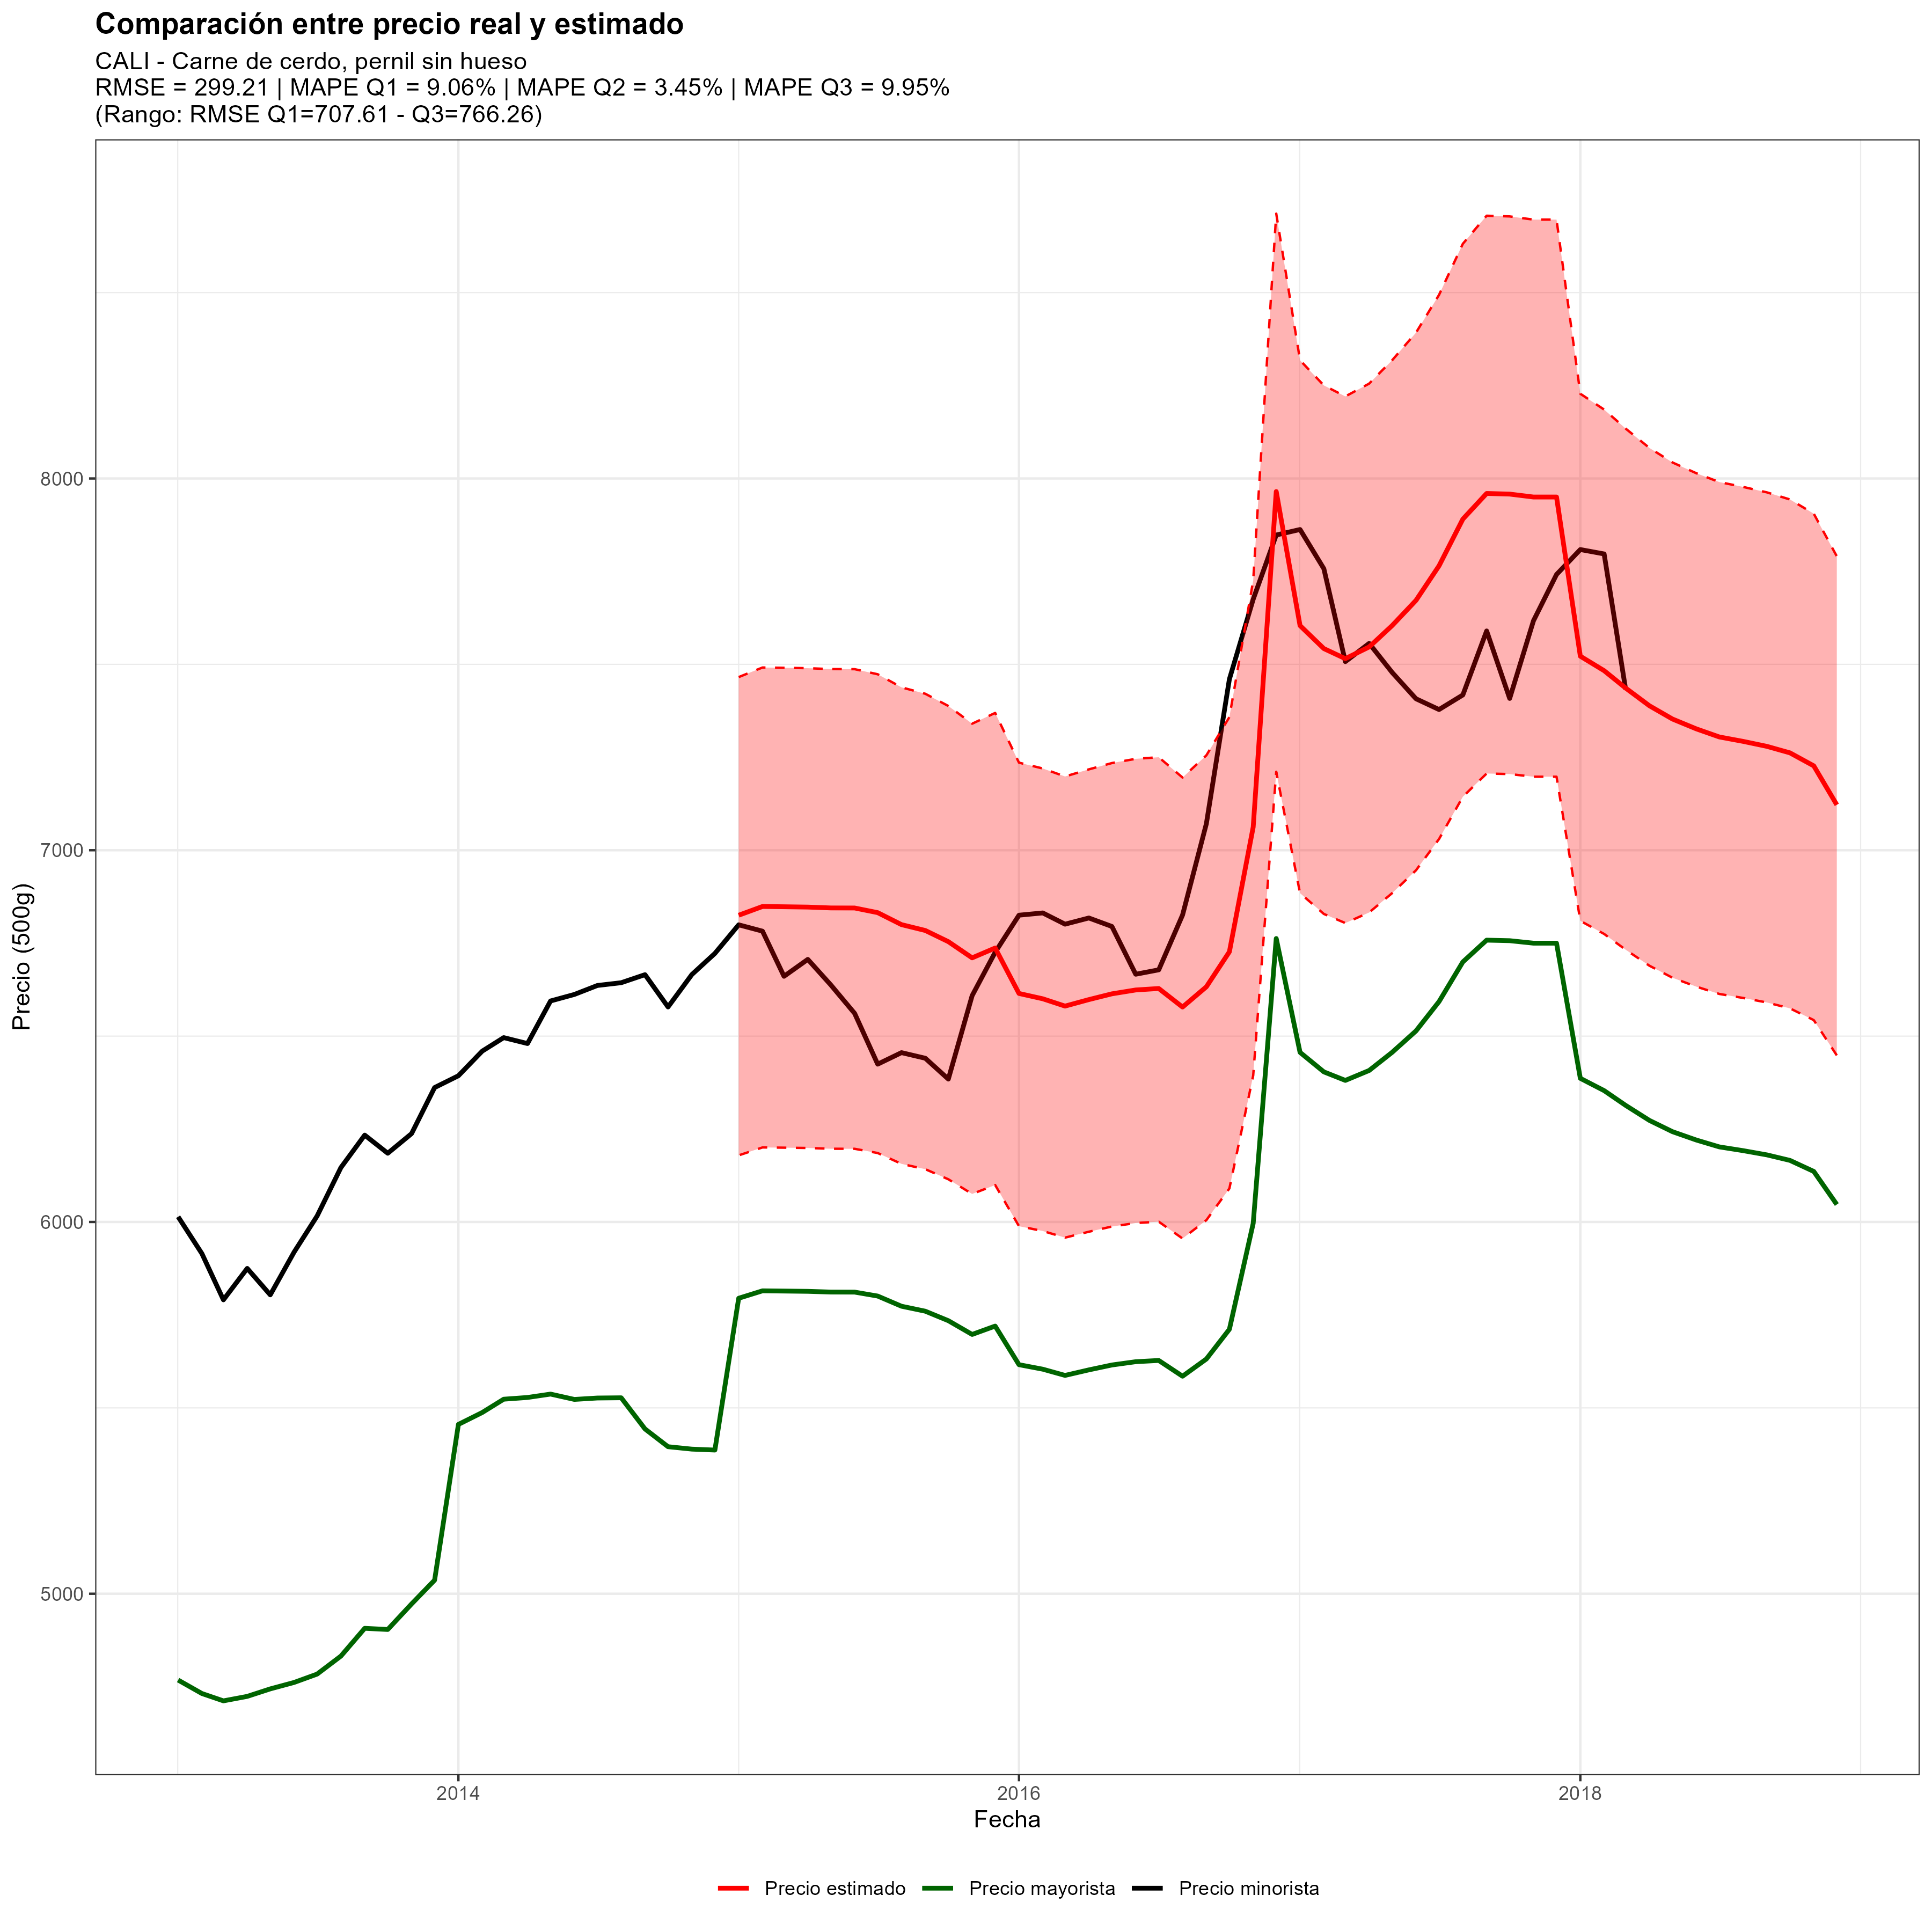 Comparación entre precio real y estimado
CALI - Carne de cerdo, pernil sin hueso
RMSE = 299.21 | MAPE Q1 = 9.06% | MAPE Q2 = 3.45% | MAPE Q3 = 9.95%
(Rango: RMSE Q1=707.61 - Q3=766.26)
Precio (500g)
8000
7000
6000
5000
2014
2016
2018
Fecha
Precio estimado
Precio mayorista
Precio minorista